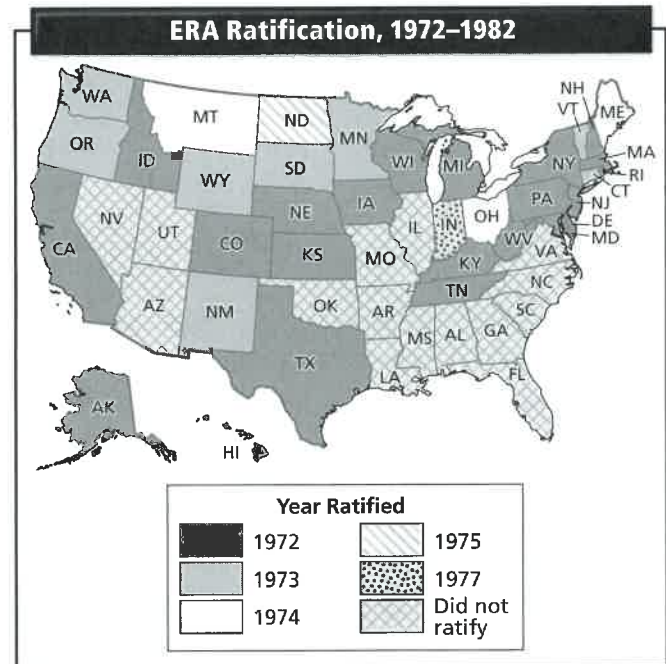 ERA Ratification, 1972–1982
WA
MT
ND
MN
NH
VT
ME
OR
ID
SD
WI
MI
NY
MA
WY
RI
CT
NE
IA
PA
NJ
NV
UT
CO
IL
IN
OH
WV
DE
MD
CA
KS
MO
KY
VA
TN
NC
AZ
NM
OK
AR
SC
TX
MS
AL
GA
LA
FL
AK
HI
Year Ratified
1972
1975
1973
1977
1974
Did not
ratify